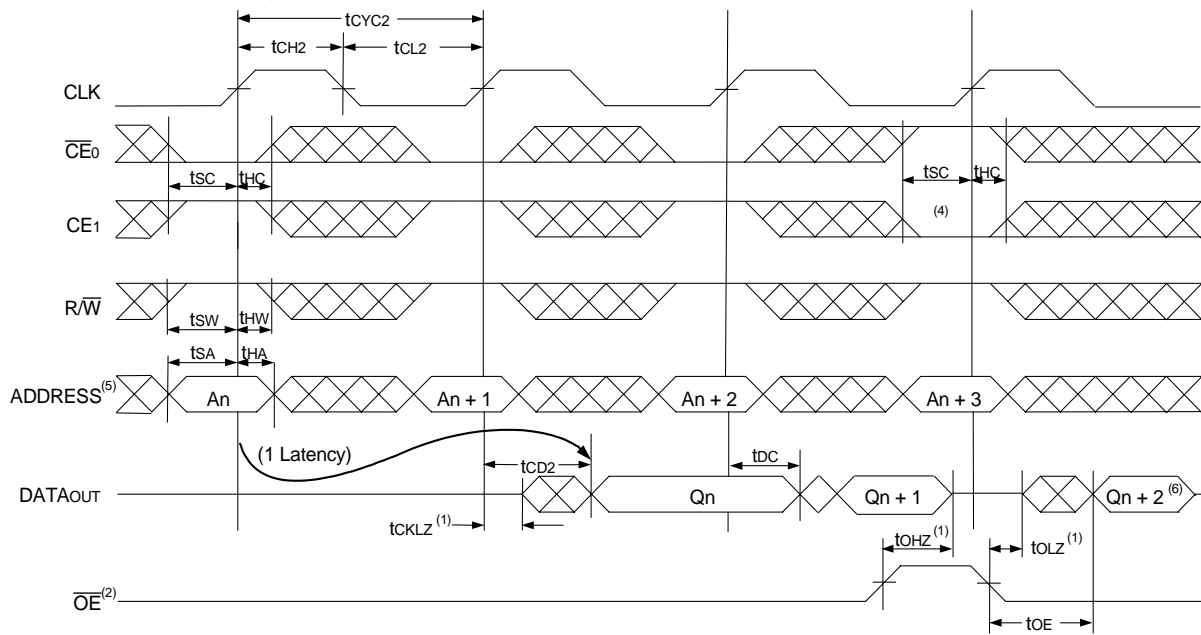 tCYC2
tCH2 tCL2
CLK
CE0
tSC tHC tSC tHC
CE1 (4)
R/W
tSW tHW
tSA tHA
ADDRESS(5) An An + 1 An + 2 An + 3
(1 Latency) tCD2 tDC
DATAOUT Qn Qn + 1 Qn + 2 (6)
tCKLZ (1) tOHZ (1) tOLZ (1)
OE(2)
tOE